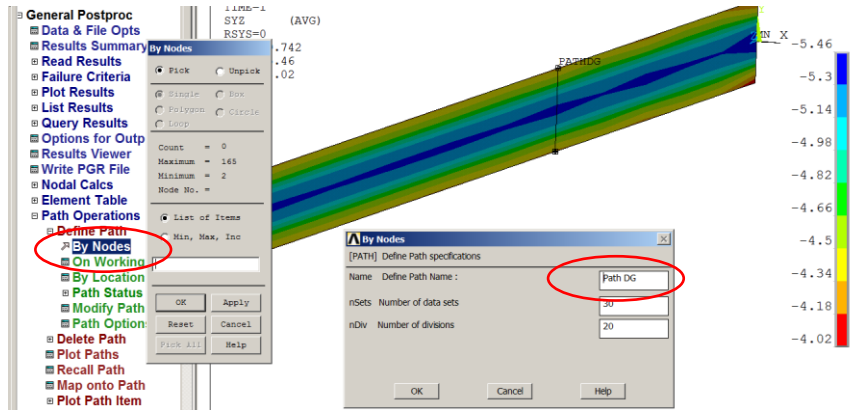 General Postproc
Data & File Opts
Results Summary
Read Results
Failure Criteria
Plot Results
List Results
Query Results
Options for Outp
Results Viewer
Write PGR File
Nodal Calcs
Element Table
Path Operations
Define Path
By Nodes
On Working
By Location
Path Status
Modify Path
Path Option
Delete Path
Plot Paths
Recall Path
Map onto Path
Plot Path Item
TIME=1
SYZ (AVG)
RSYS=0
.742
.46
.02
By Nodes
Pick Unpick
Single Box
Polygon Circle
Loop
Count = 0
Maximum = 165
Minimum = 2
Node No. =
List of Items
Min, Max, Inc
OK Apply
Reset Cancel
Pick All Help
PATHDG
MN X
By Nodes
[PATH] Define Path specifications
Name Define Path Name : Path DG
nSets Number of data sets 30
nDiv Number of divisions 20
OK Cancel Help
-5.46
-5.3
-5.14
-4.98
-4.82
-4.66
-4.5
-4.34
-4.18
-4.02